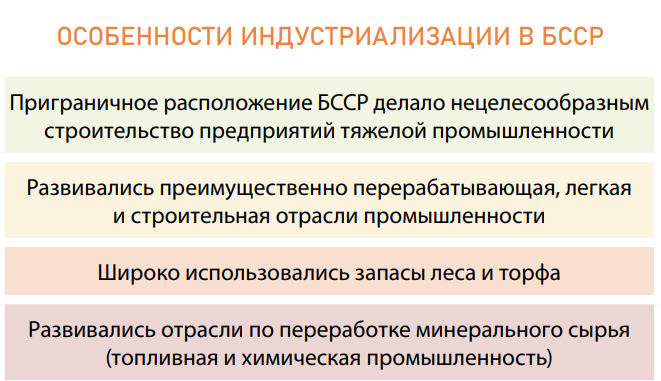 ОСОБЕННОСТИ ИНДУСТРИАЛИЗАЦИИ В БССР
Приграничное расположение БССР делало нецелесообразным
строительство предприятий тяжелой промышленности
Развивались преимущественно перерабатывающая, легкая
и строительная отрасли промышленности
Широко использовались запасы леса и торфа
Развивались отрасли по переработке минерального сырья
(топливная и химическая промышленность)